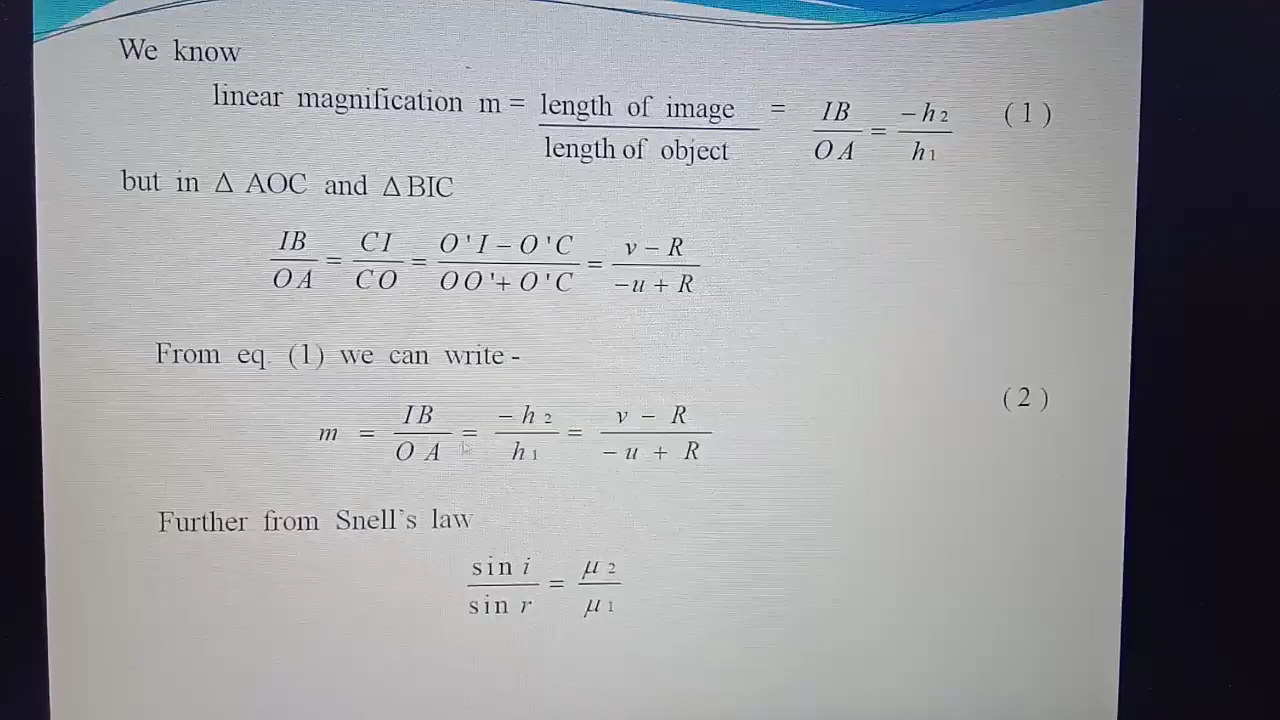 We know
linear magnification m = length of image / length of object = IB / OA = -h2 / h1 (1)
but in Δ AOC and Δ BIC
IB / OA = CI / CO = O'I - O'C / OO' + O'C = v - R / -u + R
From eq. (1) we can write -
m = IB / OA = -h2 / h1 = v - R / -u + R (2)
Further from Snell's law
sin i / sin r = μ2 / μ1